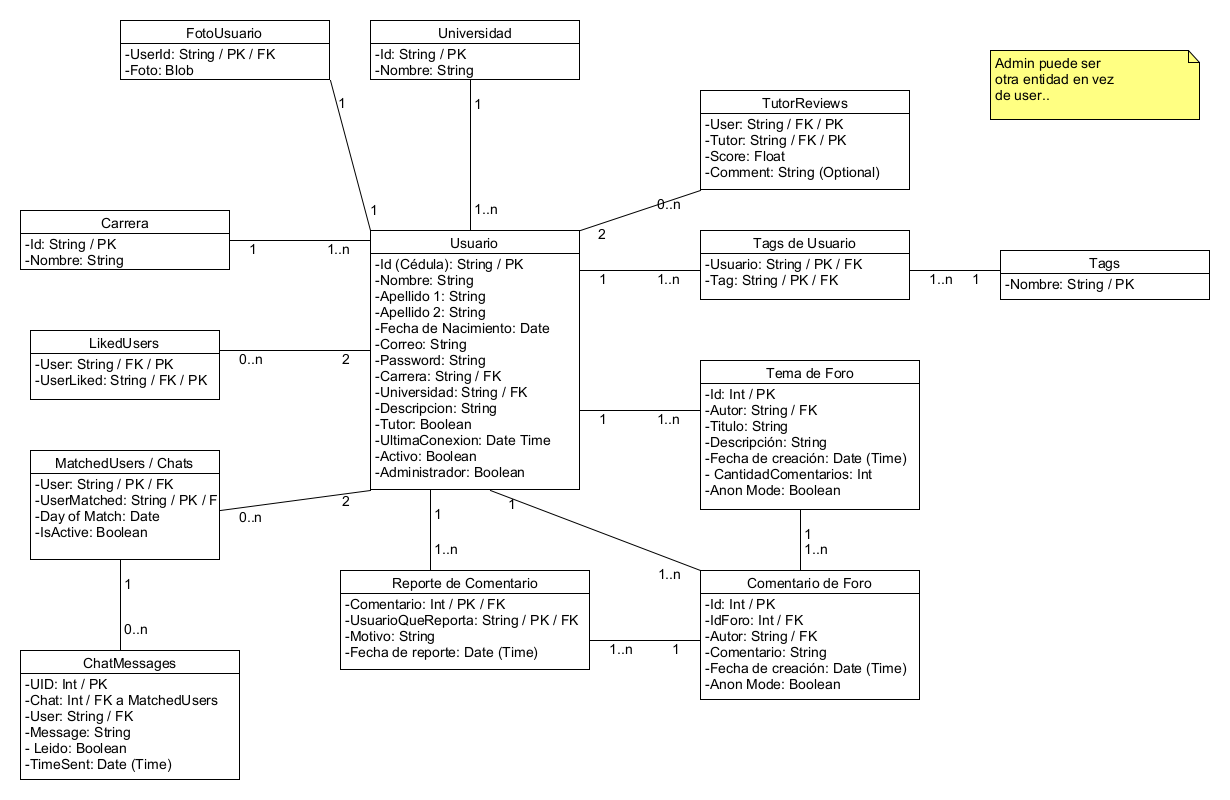 FotoUsuario
-UserId: String / PK / FK
-Foto: Blob
Universidad
-Id: String / PK
-Nombre: String
Admin puede ser
otra entidad en vez
de user..
TutorReviews
-User: String / FK / PK
-Tutor: String / FK / PK
-Score: Float
-Comment: String (Optional)
1
1
1
1..n
0..n
2
Carrera
-Id: String / PK
-Nombre: String
1
1..n
Usuario
-Id (Cédula): String / PK
-Nombre: String
-Apellido 1: String
-Apellido 2: String
-Fecha de Nacimiento: Date
-Correo: String
-Password: String
-Carrera: String / FK
-Universidad: String / FK
-Descripcion: String
-Tutor: Boolean
-UltimaConexion: Date Time
-Activo: Boolean
-Administrador: Boolean
Tags de Usuario
-Usuario: String / PK / FK
-Tag: String / PK / FK
1
1..n
1..n
1
Tags
-Nombre: String / PK
LikedUsers
-User: String / FK / PK
-UserLiked: String / FK / PK
0..n
2
Tema de Foro
-Id: Int / PK
-Autor: String / FK
-Titulo: String
-Descripción: String
-Fecha de creación: Date (Time)
- CantidadComentarios: Int
-Anon Mode: Boolean
1
1..n
MatchedUsers / Chats
-User: String / PK / FK
-UserMatched: String / PK / F
-Day of Match: Date
-IsActive: Boolean
0..n
2
1
1..n
1
1..n
1
1..n
1
0..n
Reporte de Comentario
-Comentario: Int / PK / FK
-UsuarioQueReporta: String / PK / FK
-Motivo: String
-Fecha de reporte: Date (Time)
1..n
1
Comentario de Foro
-Id: Int / PK
-IdForo: Int / FK
-Autor: String / FK
-Comentario: String
-Fecha de creación: Date (Time)
-Anon Mode: Boolean
ChatMessages
-UID: Int / PK
-Chat: Int / FK a MatchedUsers
-User: String / FK
-Message: String
- Leido: Boolean
-TimeSent: Date (Time)